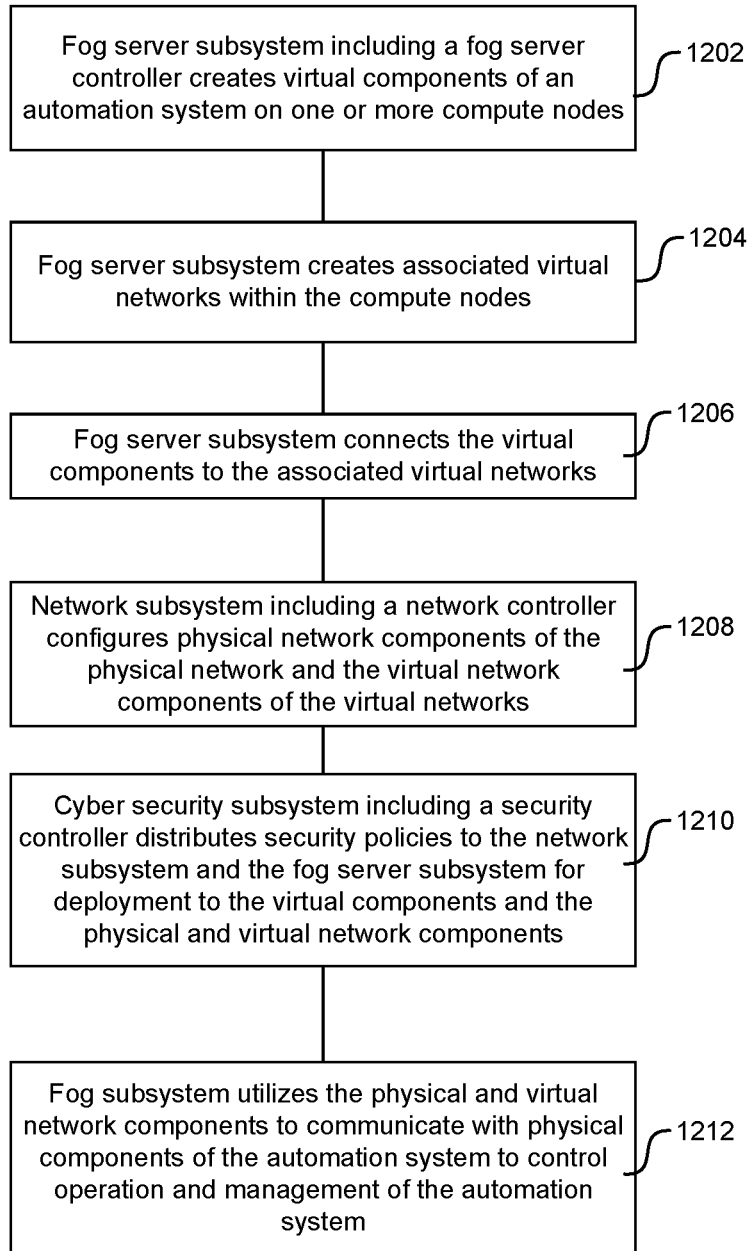 Fog server subsystem including a fog server
controller creates virtual components of an
automation system on one or more compute nodes
1202
Fog server subsystem creates associated virtual
networks within the compute nodes
1204
Fog server subsystem connects the virtual
components to the associated virtual networks
1206
Network subsystem including a network controller
configures physical network components of the
physical network and the virtual network
components of the virtual networks
1208
Cyber security subsystem including a security
controller distributes security policies to the network
subsystem and the fog server subsystem for
deployment to the virtual components and the
physical and virtual network components
1210
Fog subsystem utilizes the physical and virtual
network components to communicate with physical
components of the automation system to control
operation and management of the automation
system
1212